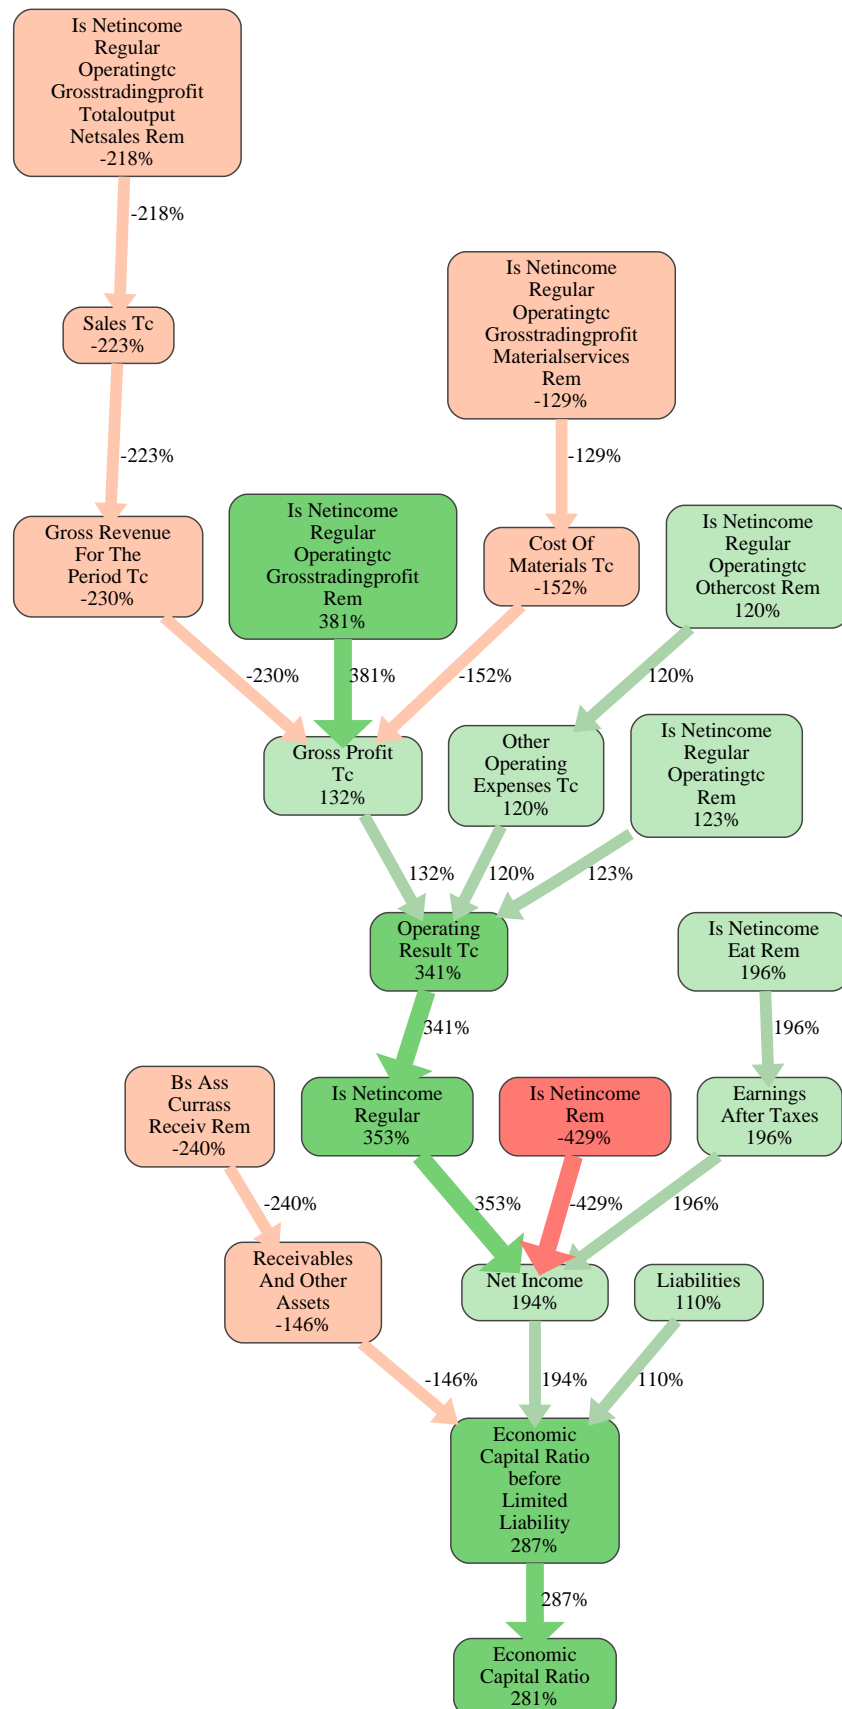 Is Netincome
Regular
Operatingtc
Grosstradingprofit
Totaloutput
Netsales Rem
-218%
-218%
Sales Tc
-223%
Is Netincome
Regular
Operatingtc
Grosstradingprofit
Materialservices
Rem
-129%
-223%
-129%
Gross Revenue
For The
Period Tc
-230%
Is Netincome
Regular
Operatingtc
Grosstradingprofit
Rem
381%
Cost Of
Materials Tc
-152%
Is Netincome
Regular
Operatingtc
Othercost Rem
120%
-230%
381%
-152%
120%
Gross Profit
Tc
132%
Other
Operating
Expenses Tc
120%
Is Netincome
Regular
Operatingtc
Rem
123%
132%
120%
123%
Operating
Result Tc
341%
Is Netincome
Eat Rem
196%
341%
196%
Bs Ass
Currass
Receiv Rem
-240%
Is Netincome
Regular
353%
Is Netincome
Rem
-429%
Earnings
After Taxes
196%
-240%
353%
-429%
196%
Receivables
And Other
Assets
-146%
Net Income
194%
Liabilities
110%
-146%
194%
110%
Economic
Capital Ratio
before
Limited
Liability
287%
287%
Economic
Capital Ratio
281%